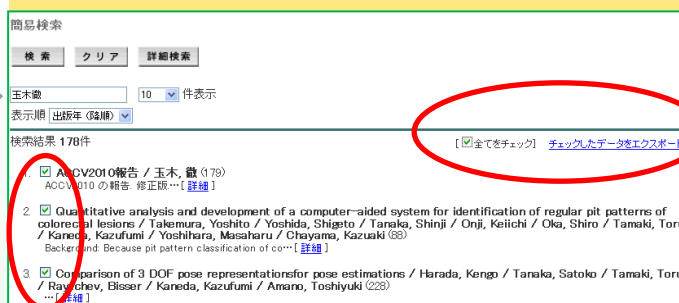 簡易検索
検 索 クリア 詳細検索
玉木徹 10 件表示
表示順 出版年（降順）
検索結果 178件 [全てをチェック] チェックしたデータをエクスポート
1. ACCV2010報告 / 玉木, 徹 (179)
ACCV2010 の報告. 修正版…[ 詳細 ]
2. Quantitative analysis and development of a computer-aided system for identification of regular pit patterns of
colorectal lesions / Takemura, Yoshito / Yoshida, Shigeto / Tanaka, Shinji / Onji, Keiichi / Oka, Shiro / Tamaki, Toru
/ Kaneda, Kazufumi / Yoshihara, Masaharu / Chayama, Kazuaki (88)
Background: Because pit pattern classification of co…[ 詳細 ]
3. Comparison of 3 DOF pose representationsfor pose estimations / Harada, Kengo / Tanaka, Satoko / Tamaki, Toru
/ Raytchev, Bisser / Kaneda, Kazufumi / Amano, Toshiyuki (228)
…[ 詳細 ]